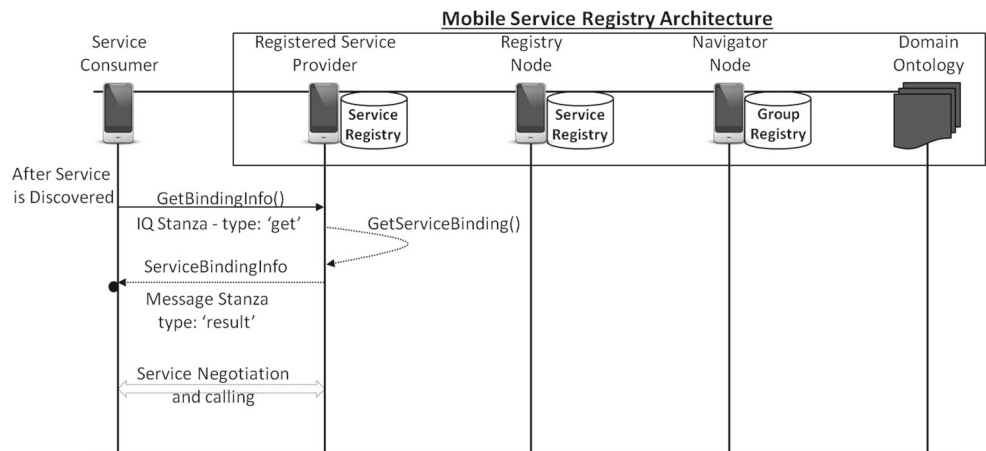 Mobile Service Registry Architecture
Service
Consumer
Registered Service
Provider
Registry
Node
Navigator
Node
Domain
Ontology
Service
Registry
Service
Registry
Group
Registry
After Service
is Discovered
GetBindingInfo()
IQ Stanza - type: ‘get’
GetServiceBinding()
ServiceBindingInfo
Message Stanza
type: ‘result’
Service Negotiation
and calling